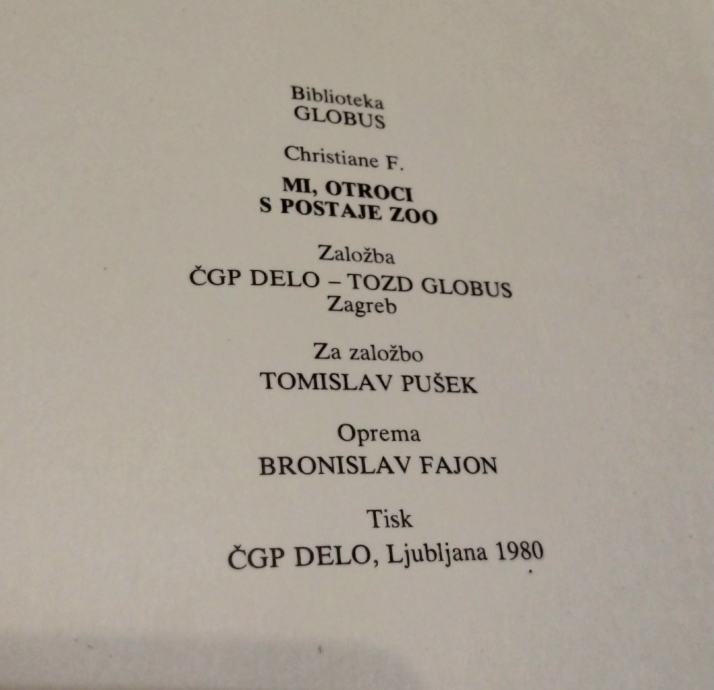 Biblioteka
GLOBUS
Christiane F.
MI, OTROCI
S POSTAJE ZOO
Založba
ČGP DELO – TOZD GLOBUS
Zagreb
Za založbo
TOMISLAV PUŠEK
Oprema
BRONISLAV FAJON
Tisk
ČGP DELO, Ljubljana 1980